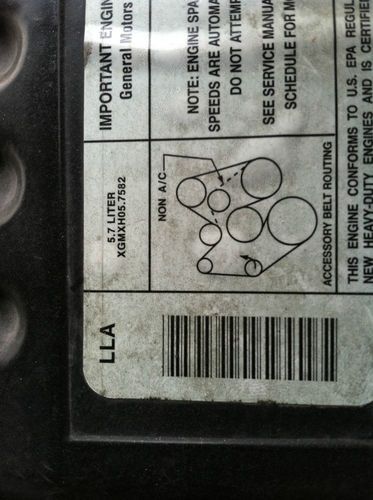 IMPORTANT ENGIN
General Motors
5.7 LITER
XGMXH05.7582
LLA
NOTE: ENGINE SPA
SPEEDS ARE AUTOMA
DO NOT ATTEMP
SEE SERVICE MANUA
SCHEDULE FOR M
NON A/C
ACCESSORY BELT ROUTING
THIS ENGINE CONFORMS TO U.S. EPA REGUL
NEW HEAVY-DUTY ENGINES AND IS CERTIFIE